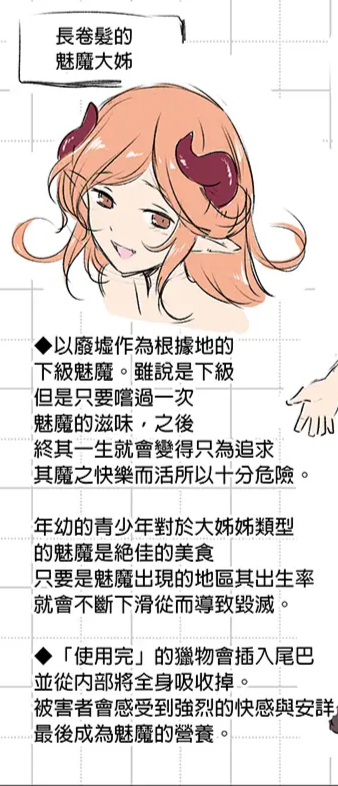 長卷髮的
魅魔大姊
◆以廢墟作為根據地的
下級魅魔。雖說是下級
但是只要嚐過一次
魅魔的滋味，之後
終其一生就會變得只為追求
其魔之快樂而活所以十分危險。
年幼的青少年對於大姊姊類型
的魅魔是絕佳的美食
只要是魅魔出現的地區其出生率
就會不斷下滑從而導致毀滅。
◆「使用完」的獵物會插入尾巴
並從内部將全身吸收掉。
被害者會感受到強烈的快感與安詳
最後成為魅魔的營養。